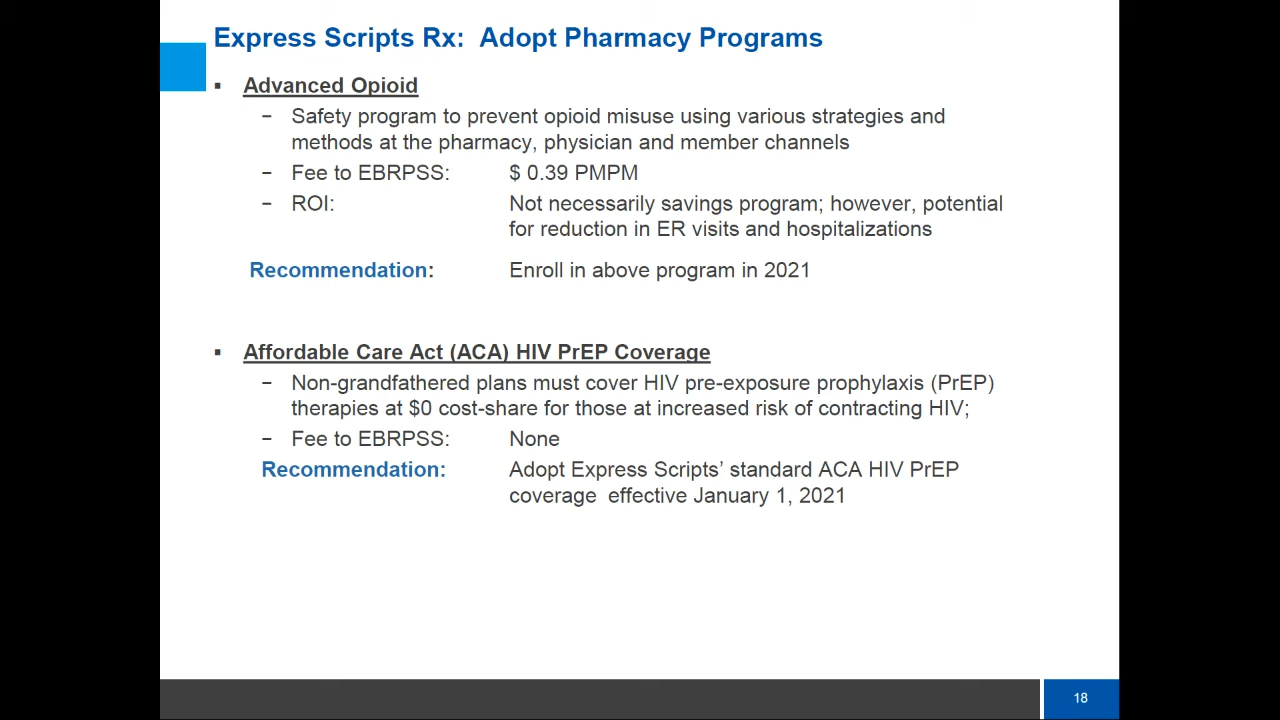 Express Scripts Rx:  Adopt Pharmacy Programs
▪ Advanced Opioid
− Safety program to prevent opioid misuse using various strategies and
methods at the pharmacy, physician and member channels
− Fee to EBRPSS: $ 0.39 PMPM
− ROI: Not necessarily savings program; however, potential
for reduction in ER visits and hospitalizations
Recommendation: Enroll in above program in 2021
▪ Affordable Care Act (ACA) HIV PrEP Coverage
− Non-grandfathered plans must cover HIV pre-exposure prophylaxis (PrEP)
therapies at $0 cost-share for those at increased risk of contracting HIV;
− Fee to EBRPSS: None
Recommendation: Adopt Express Scripts’ standard ACA HIV PrEP
coverage  effective January 1, 2021
18